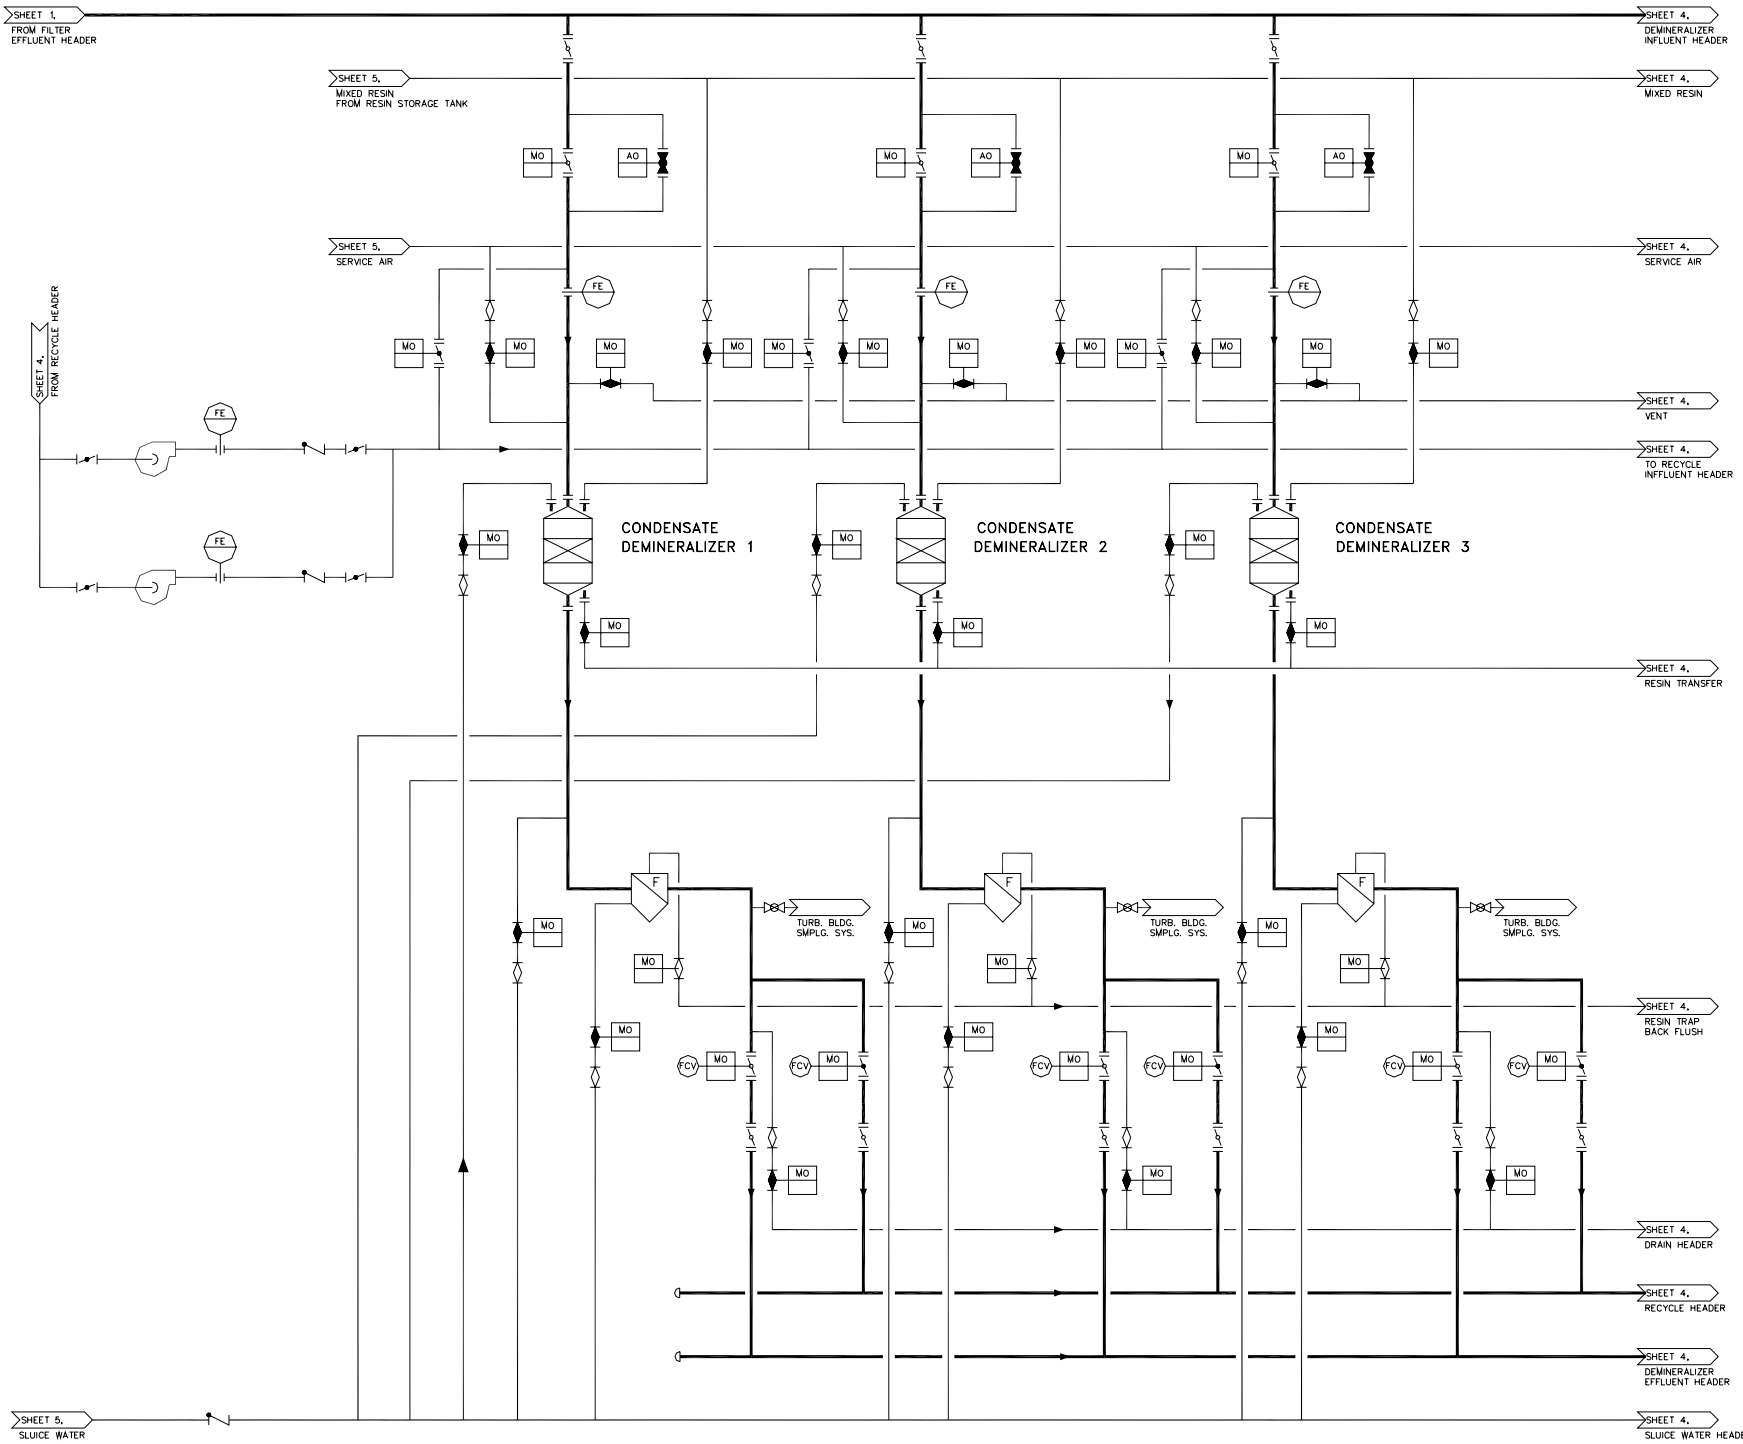 SHEET 1,
FROM FILTER
EFFLUENT HEADER
SHEET 4,
DEMINERALIZER
INFLUENT HEADER
SHEET 5,
MIXED RESIN
FROM RESIN STORAGE TANK
SHEET 4,
MIXED RESIN
MO
AO
MO
AO
MO
AO
SHEET 5,
SERVICE AIR
SHEET 4,
SERVICE AIR
FE
FE
FE
SHEET 4,
FROM RECYCLE HEADER
MO
MO
MO
MO
MO
MO
MO
MO
MO
MO
MO
MO
SHEET 4,
VENT
FE
SHEET 4,
TO RECYCLE
INFFLUENT HEADER
FE
MO
CONDENSATE
DEMINERALIZER 1
MO
CONDENSATE
DEMINERALIZER 2
MO
CONDENSATE
DEMINERALIZER 3
MO
MO
MO
SHEET 4,
RESIN TRANSFER
F
F
F
TURB. BLDG.
SMPLG. SYS.
TURB. BLDG.
SMPLG. SYS.
TURB. BLDG.
SMPLG. SYS.
MO
MO
MO
MO
MO
MO
SHEET 4,
RESIN TRAP
BACK FLUSH
MO
MO
MO
FCV
MO
FCV
MO
FCV
MO
FCV
MO
FCV
MO
FCV
MO
MO
MO
MO
SHEET 4,
DRAIN HEADER
SHEET 4,
RECYCLE HEADER
SHEET 4,
DEMINERALIZER
EFFLUENT HEADER
SHEET 5,
SLUICE WATER
SHEET 4,
SLUICE WATER HEADE